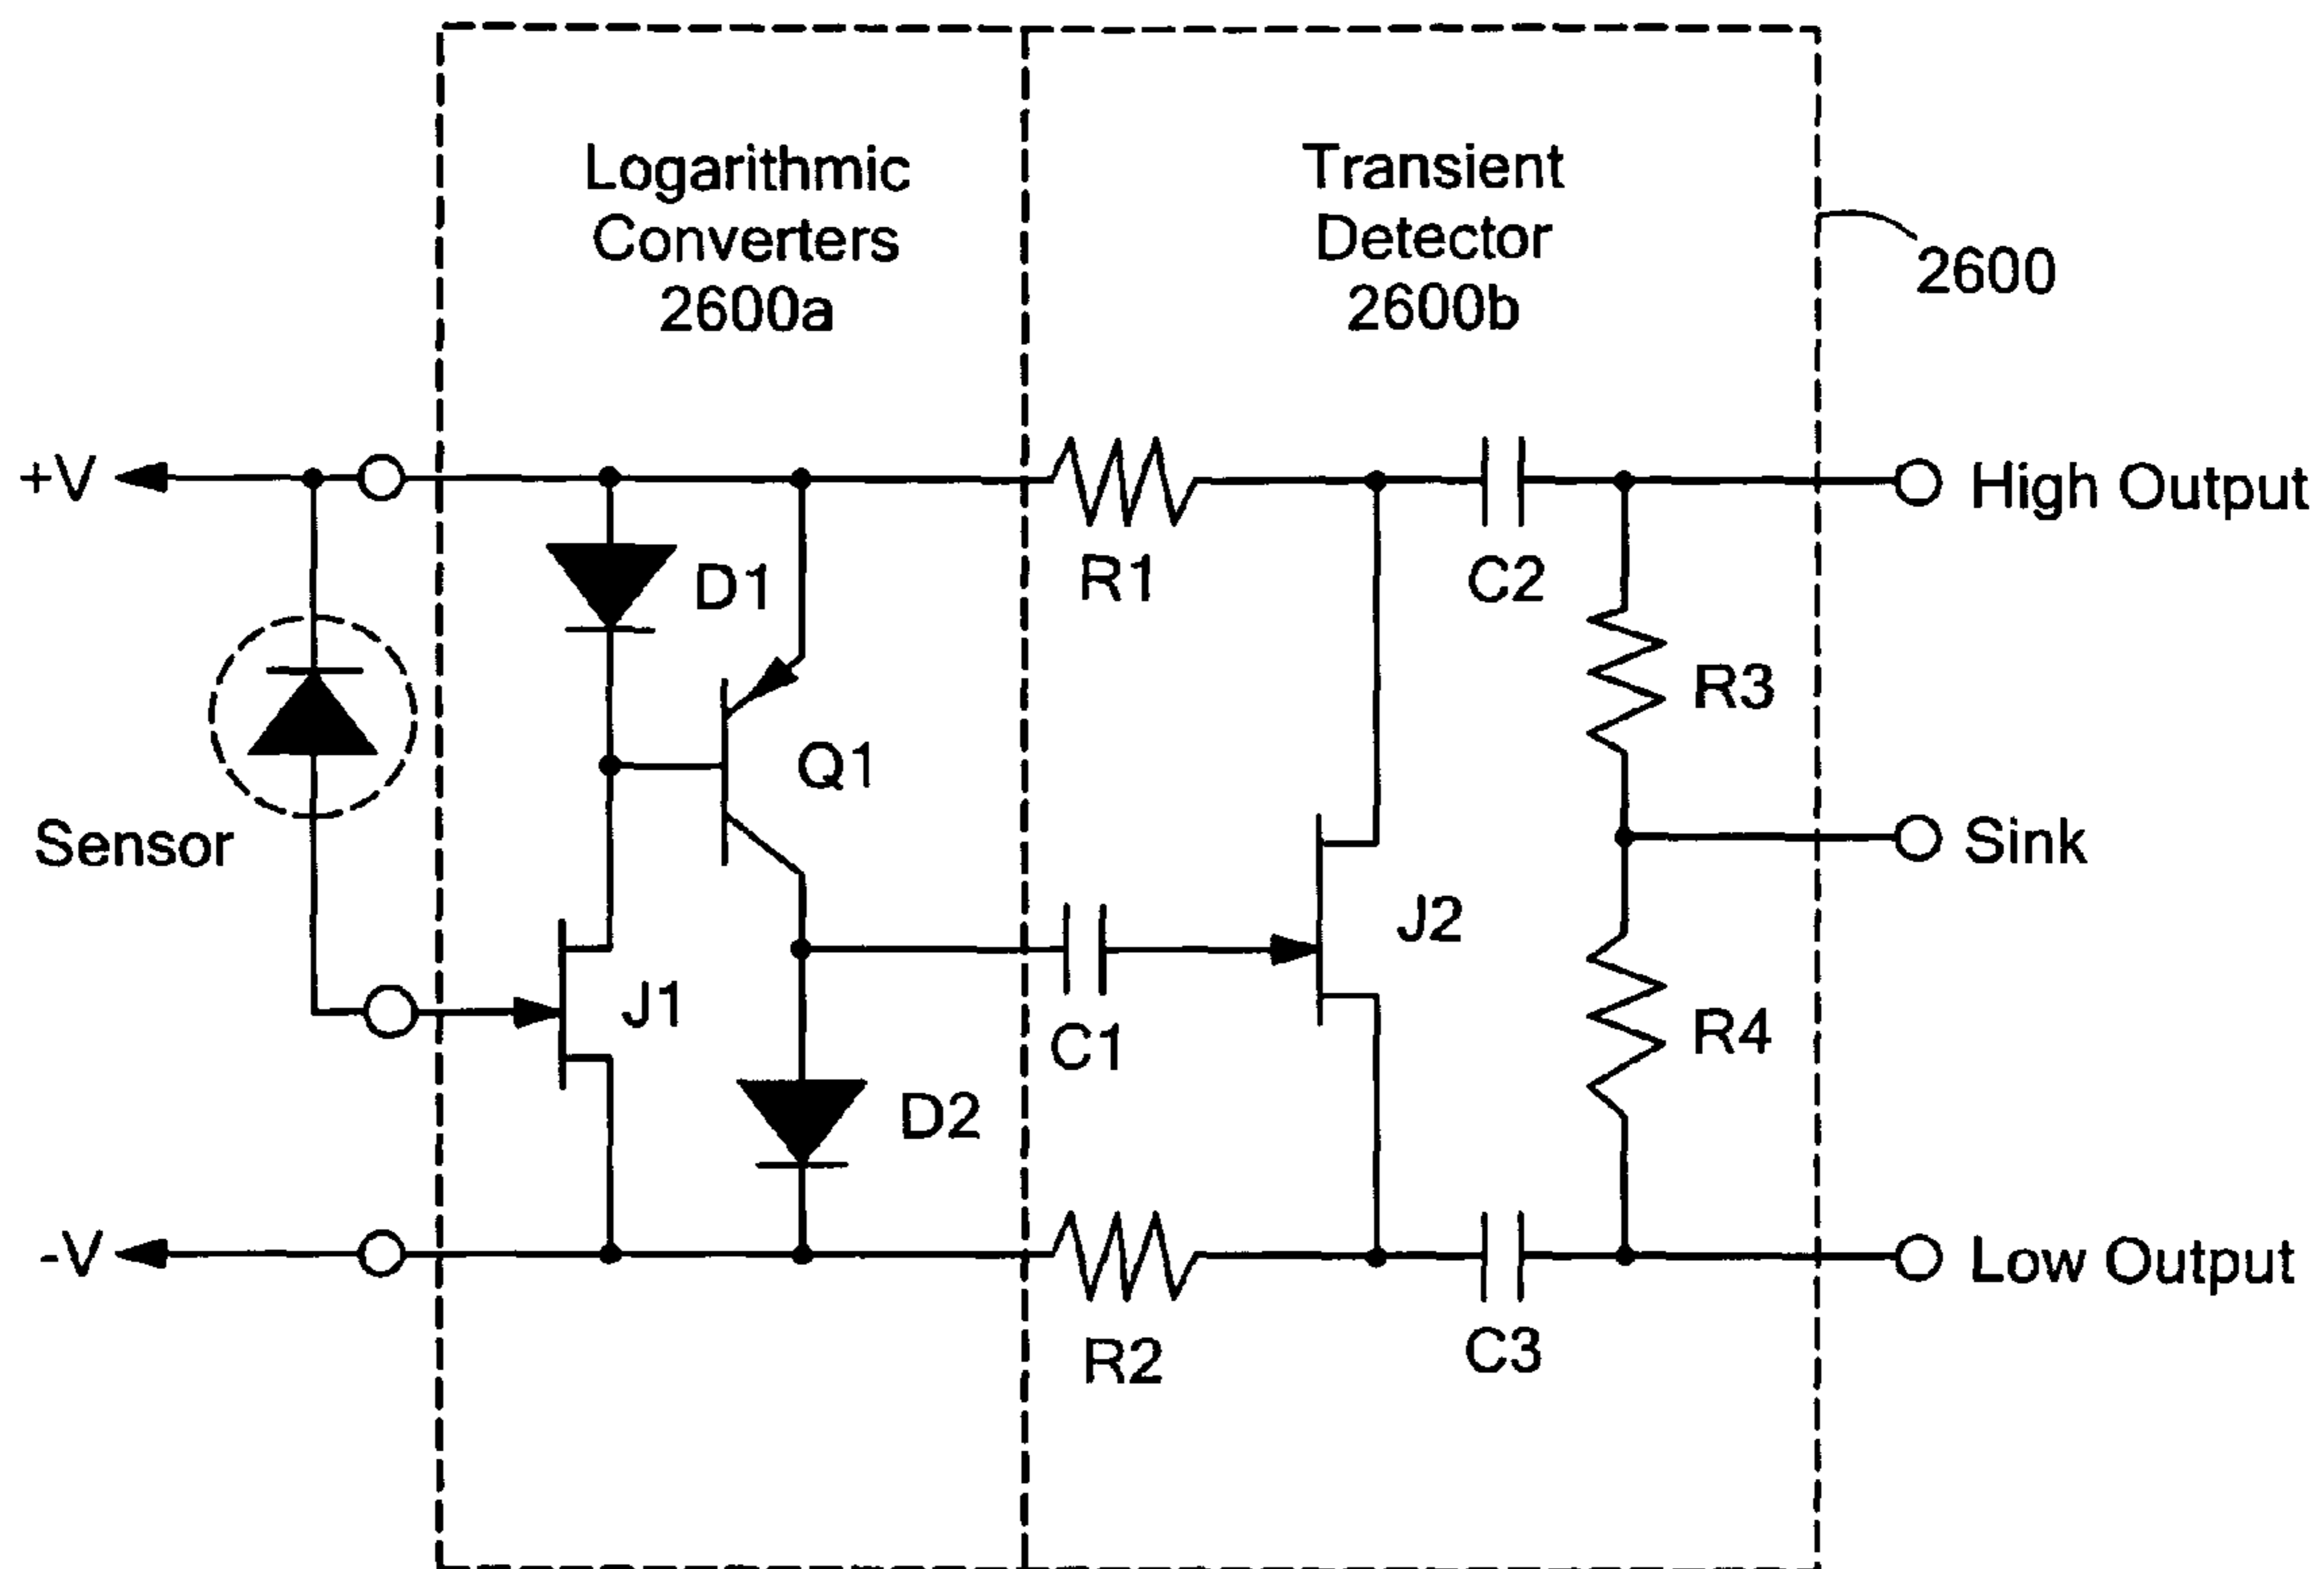 Logarithmic
Converters
2600a
Transient
Detector
2600b
2600
+V
High Output
D1
R1
C2
R3
Q1
Sensor
Sink
J2
J1
C1
R4
D2
-V
Low Output
R2
C3